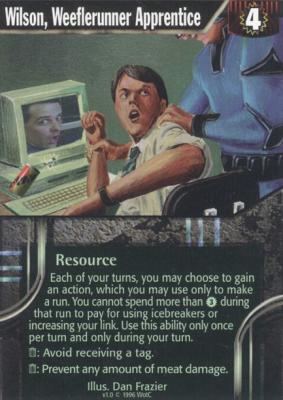 Wilson, Weeflerunner Apprentice
4
Resource
Each of your turns, you may choose to gain
an action, which you may use only to make
a run. You cannot spend more than 3 during
that run to pay for using icebreakers or
increasing your link. Use this ability only once
per turn and only during your turn.
: Avoid receiving a tag.
: Prevent any amount of meat damage.
Illus. Dan Frazier
v1.0 © 1996 WotC